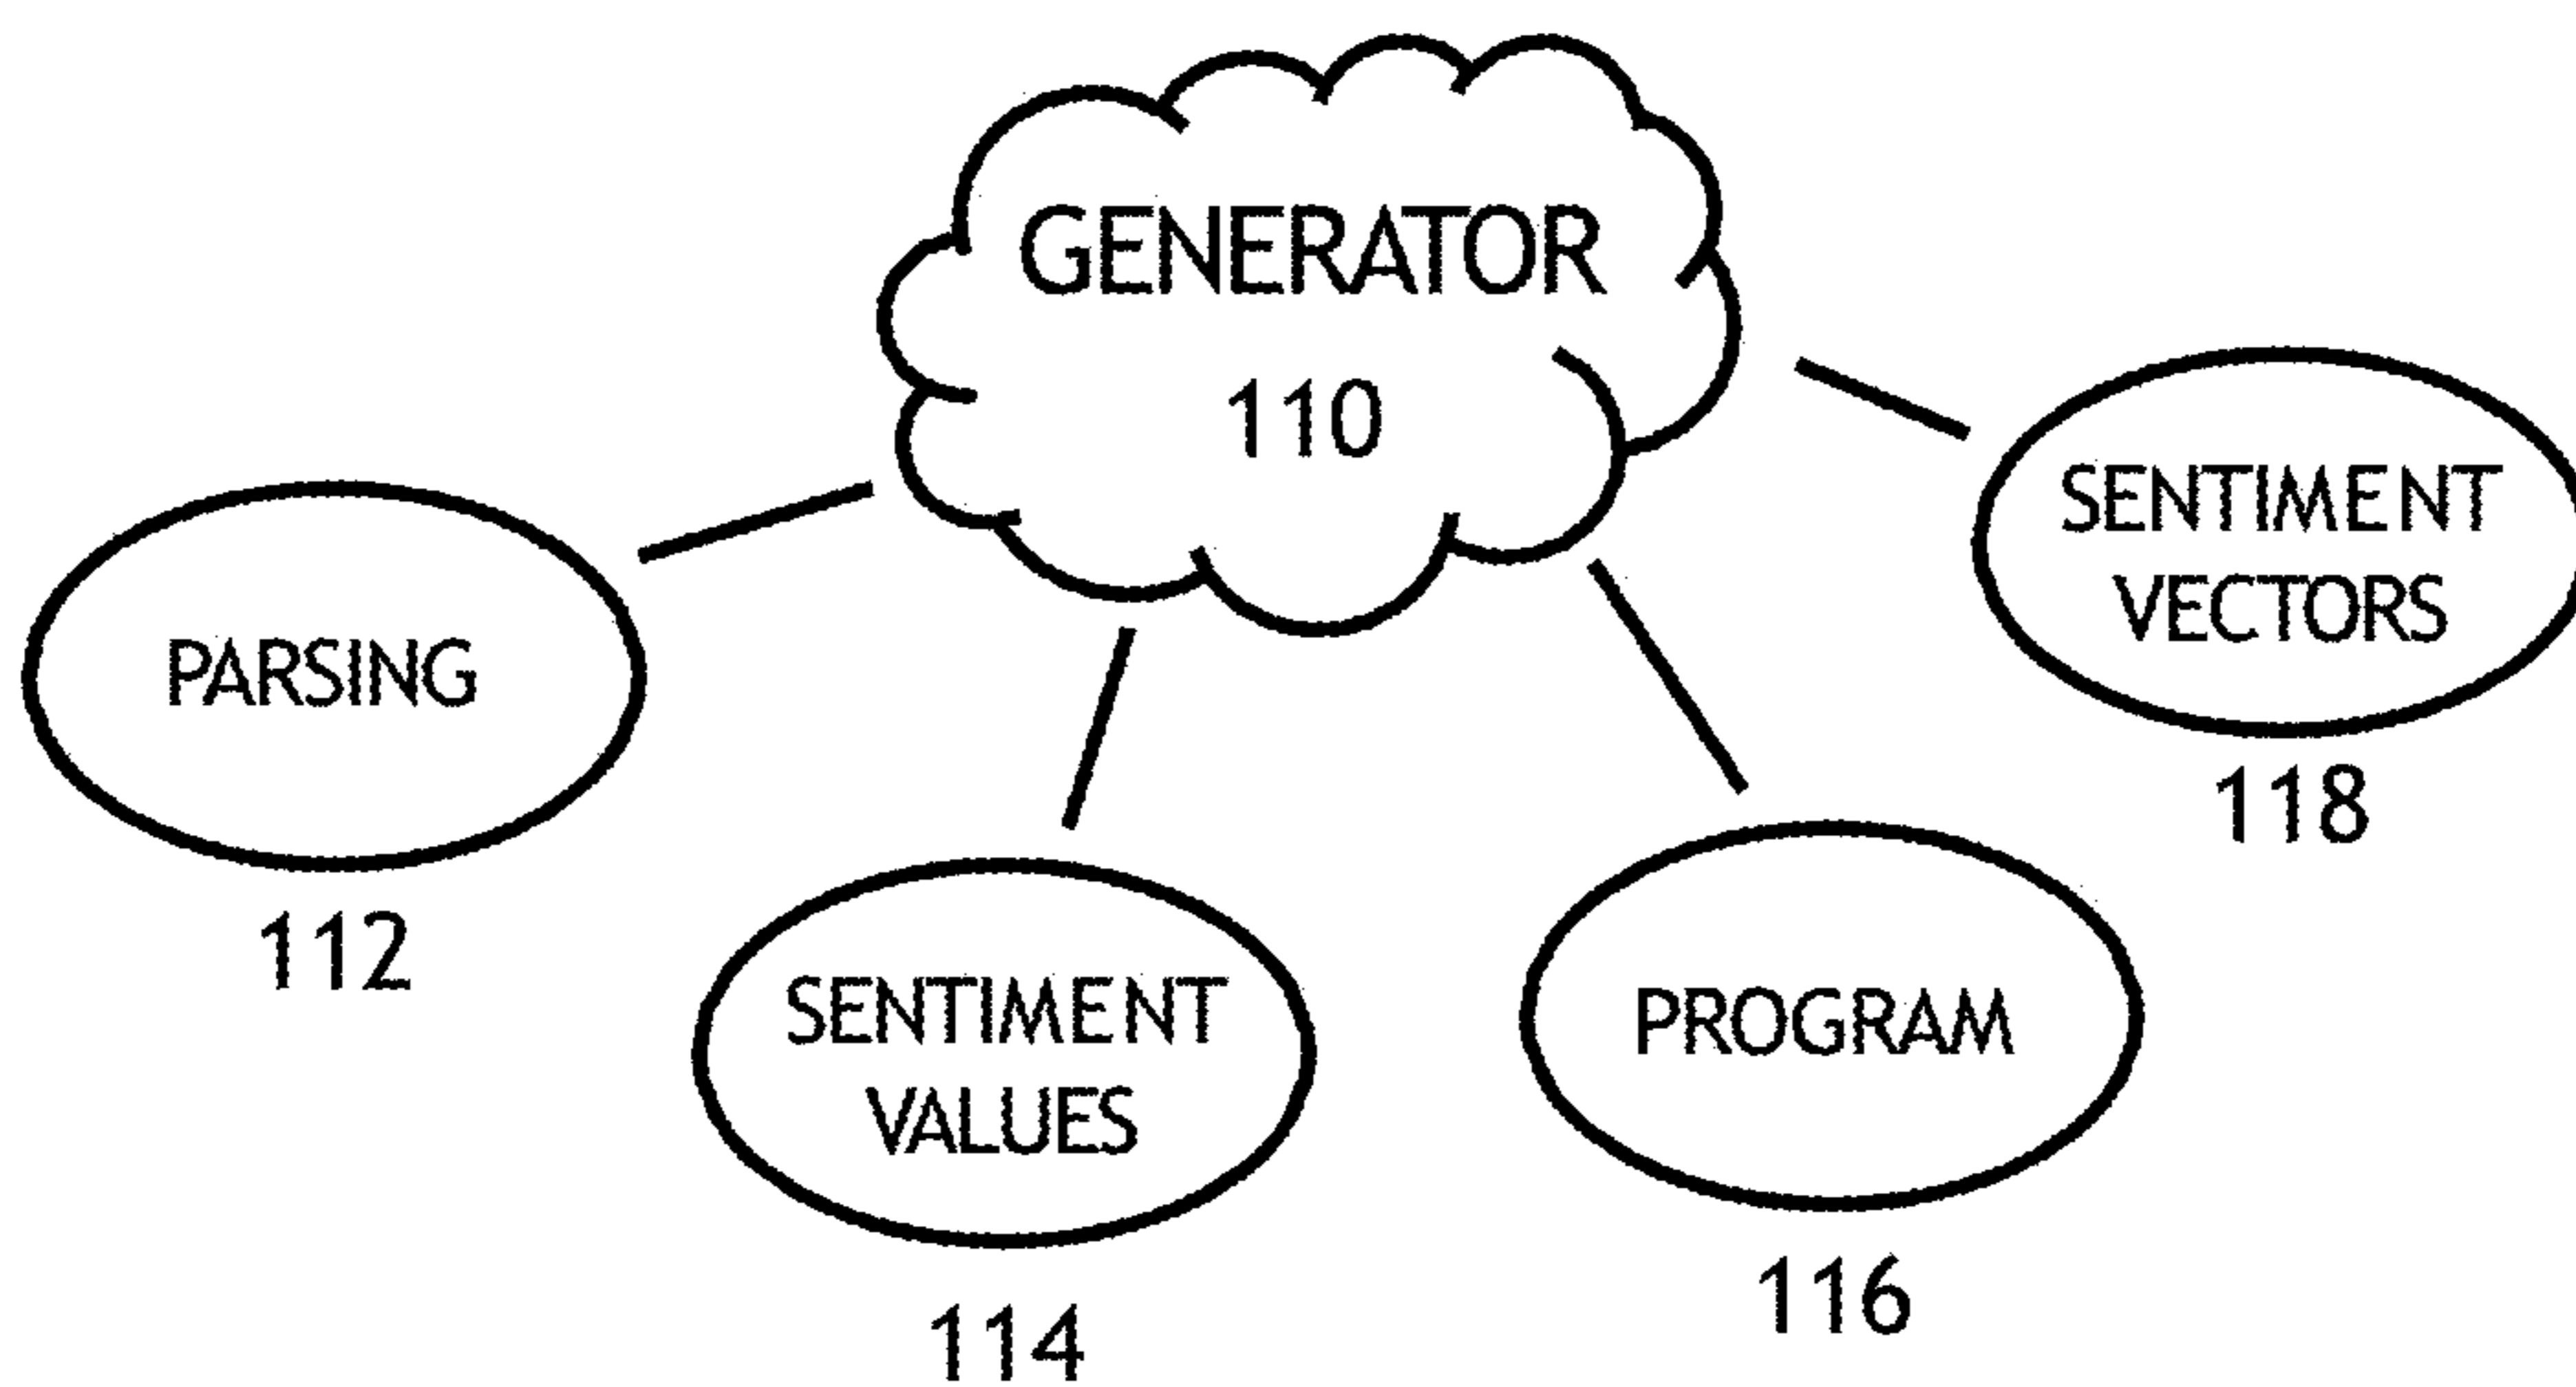 GENERATOR
110
PARSING
112
SENTIMENT
VALUES
114
PROGRAM
116
SENTIMENT
VECTORS
118